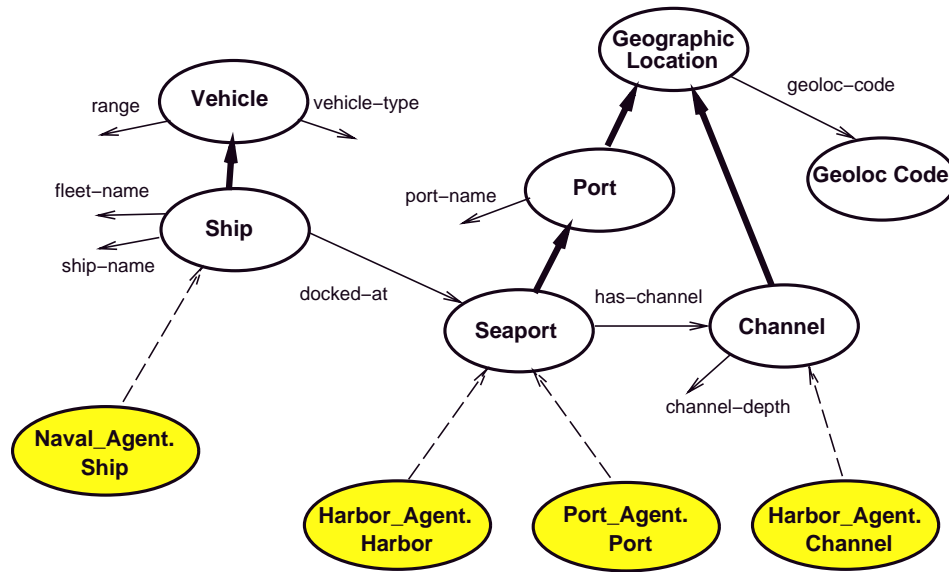 Geographic
Location
Vehicle
range
vehicle-type
geoloc-code
Geoloc Code
Port
port-name
fleet-name
Ship
ship-name
docked-at
has-channel
Seaport
Channel
channel-depth
Naval_Agent.
Ship
Harbor_Agent.
Harbor
Port_Agent.
Port
Harbor_Agent.
Channel